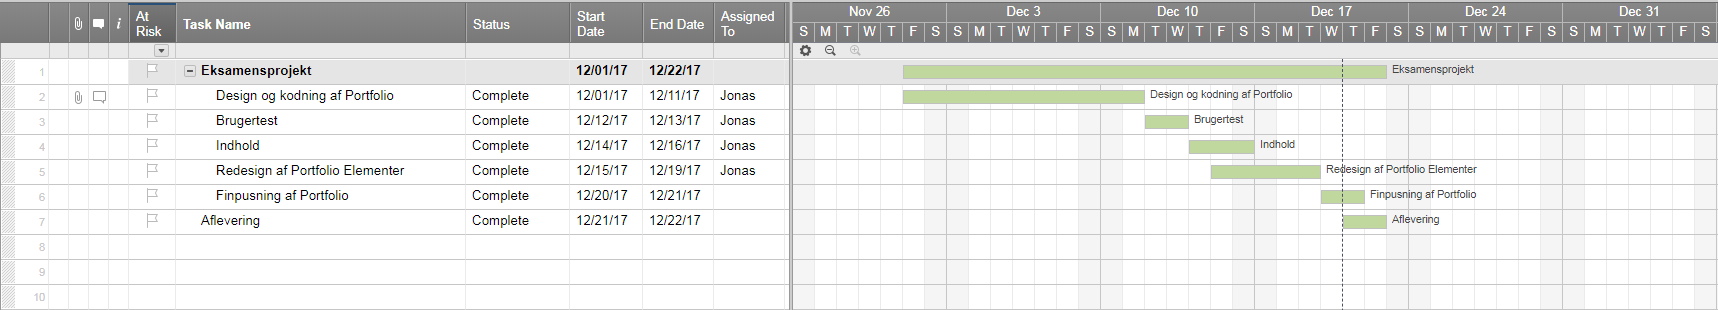 At Risk Task Name Status Start Date End Date Assigned To
Nov 26 Dec 3 Dec 10 Dec 17 Dec 24 Dec 31
S M T W T F S S M T W T F S S M T W T F S S M T W T F S S M T W T F S S M T W T F S
1 Eksamensprojekt 12/01/17 12/22/17 Eksamensprojekt
2 Design og kodning af Portfolio Complete 12/01/17 12/11/17 Jonas Design og kodning af Portfolio
3 Brugertest Complete 12/12/17 12/13/17 Jonas Brugertest
4 Indhold Complete 12/14/17 12/16/17 Jonas Indhold
5 Redesign af Portfolio Elementer Complete 12/15/17 12/19/17 Jonas Redesign af Portfolio Elementer
6 Finpusning af Portfolio Complete 12/20/17 12/21/17 Finpusning af Portfolio
7 Aflevering Complete 12/21/17 12/22/17 Aflevering
8
9
10